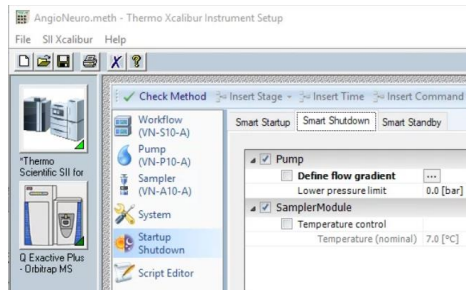 AngioNeuro.meth - Thermo Xcalibur Instrument Setup
File SII Xcalibur Help
Check Method Insert Stage Insert Time Insert Command
Workflow
(VN-S10-A)
Pump
(VN-P10-A)
Sampler
(VN-A10-A)
System
Startup
Shutdown
Script Editor
*Thermo
Scientific SII for
Q Exactive Plus
- Orbitrap MS
Smart Startup Smart Shutdown Smart Standby
Pump
Define flow gradient ...
Lower pressure limit 0.0 [bar]
SamplerModule
Temperature control
Temperature (nominal) 7.0 [°C]